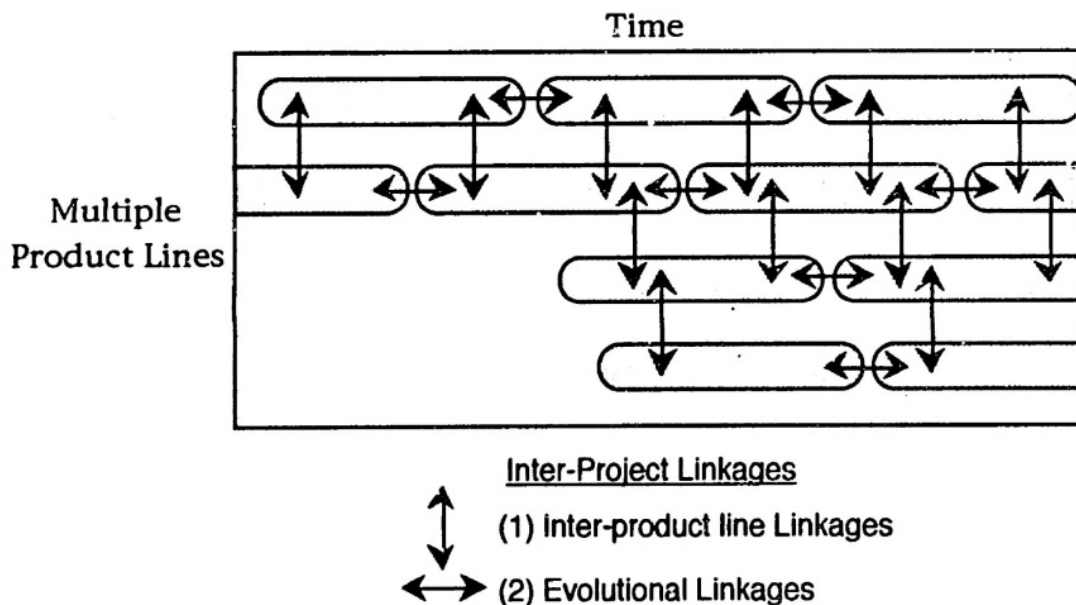 Time
Multiple
Product Lines
Inter-Project Linkages
(1) Inter-product line Linkages
(2) Evolutional Linkages